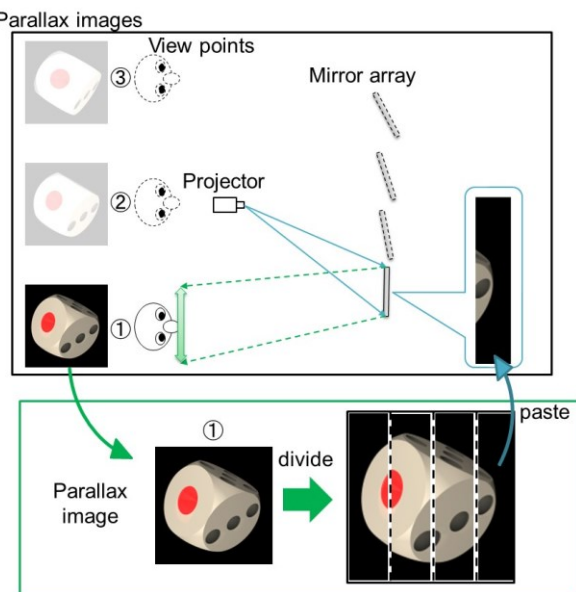 Parallax images
View points
③
Mirror array
②
Projector
①
paste
①
divide
Parallax
image